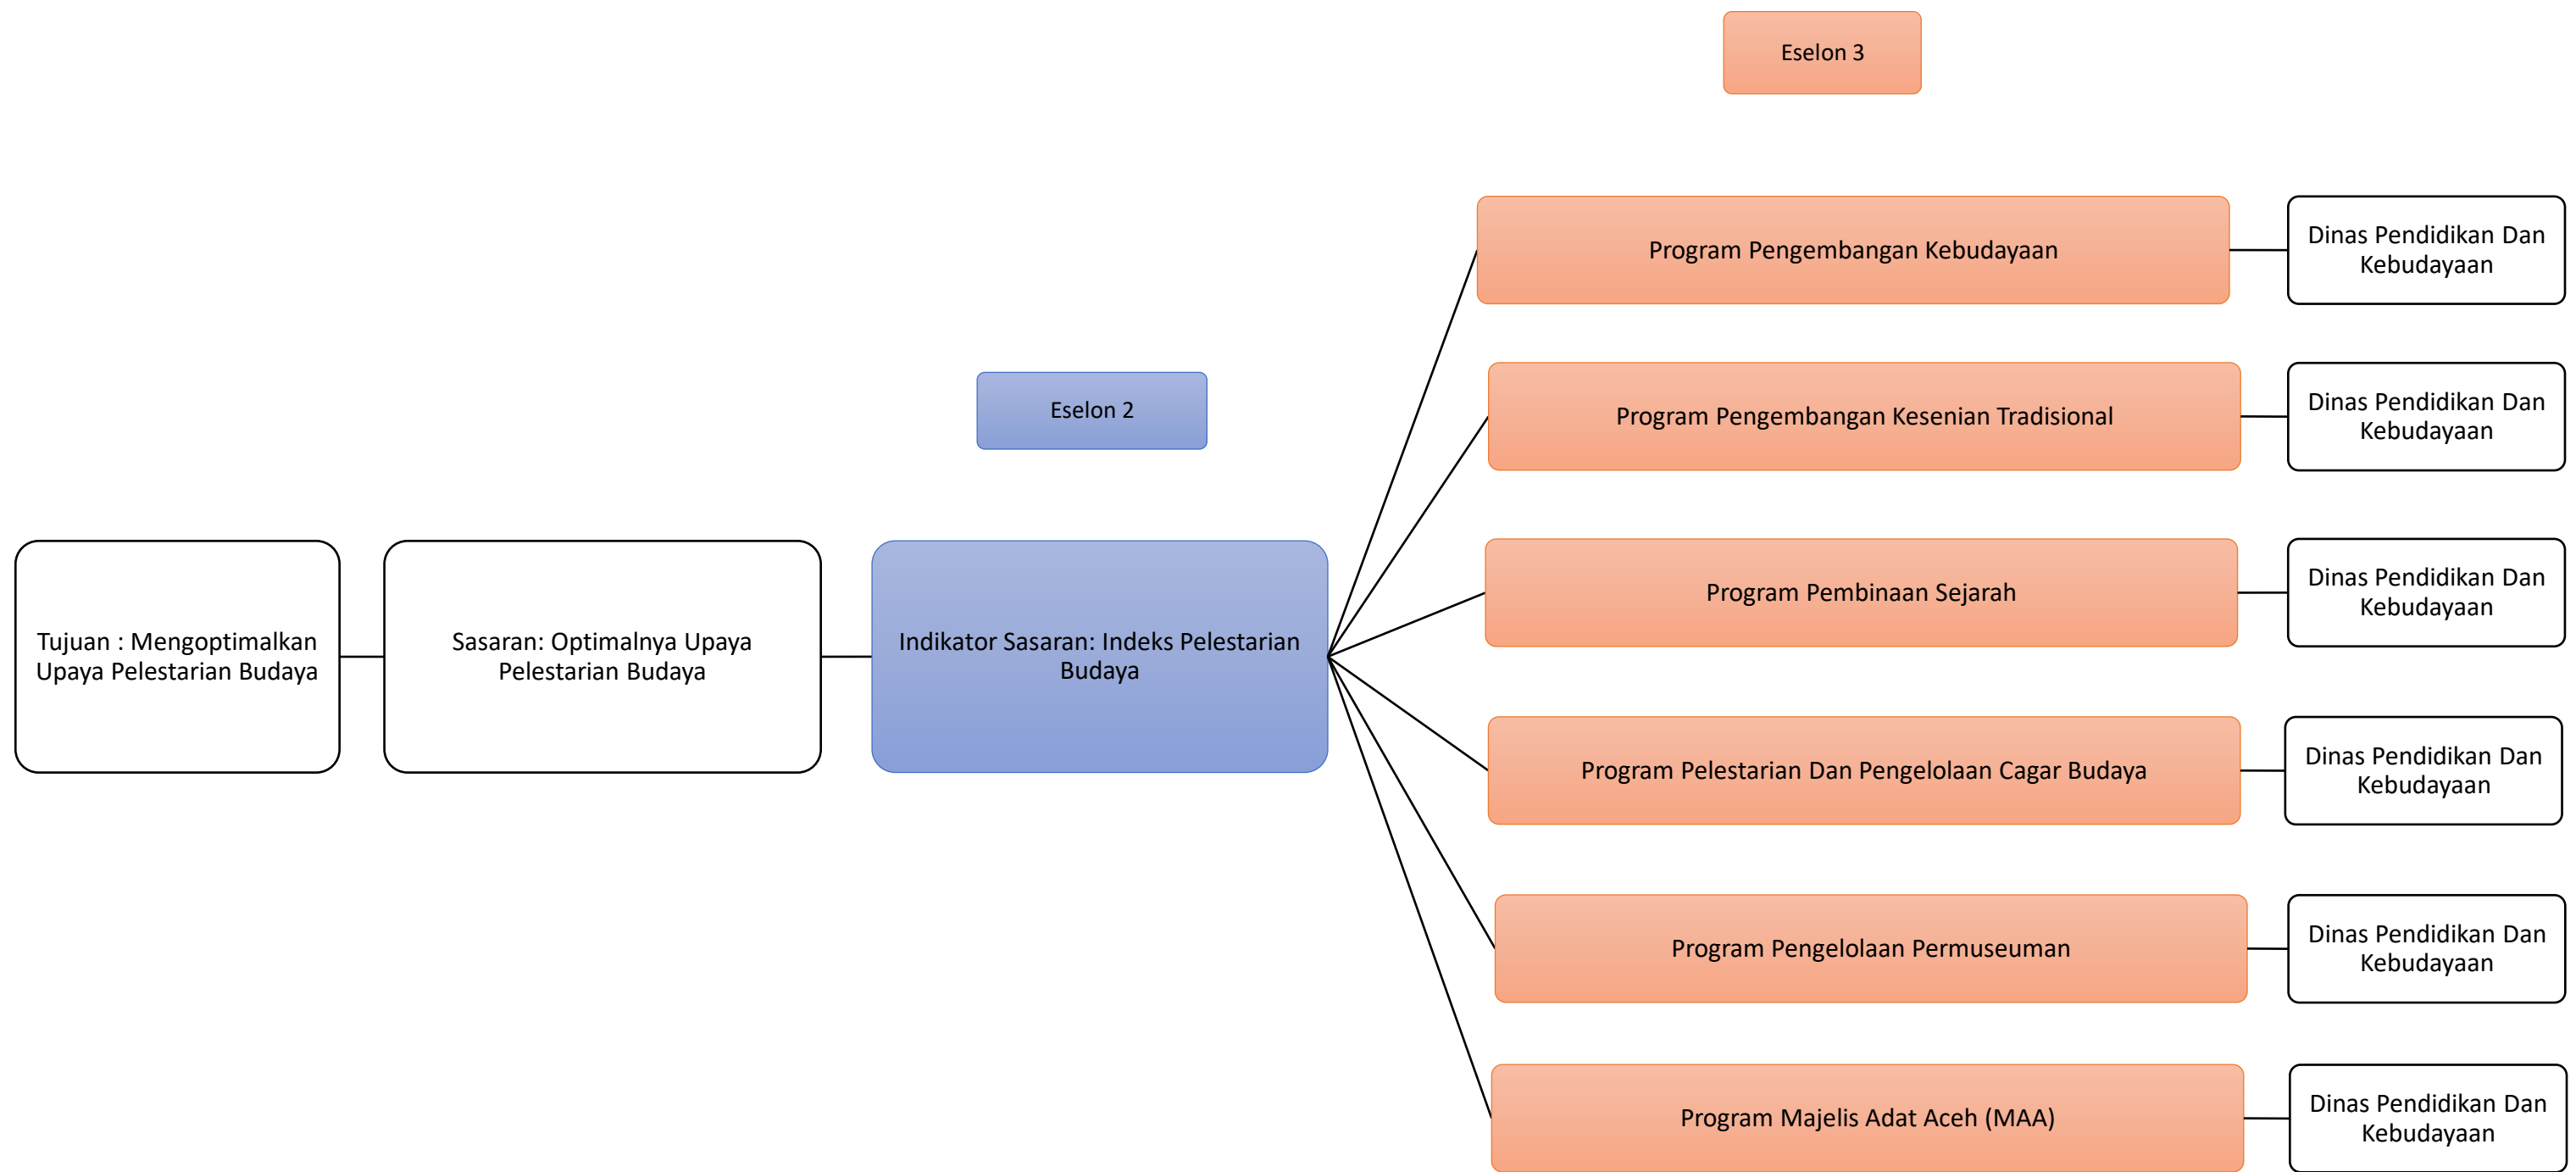 Eselon 3
Program Pengembangan Kebudayaan
Dinas Pendidikan Dan
Kebudayaan
Eselon 2
Program Pengembangan Kesenian Tradisional
Dinas Pendidikan Dan
Kebudayaan
Tujuan : Mengoptimalkan
Upaya Pelestarian Budaya
Sasaran: Optimalnya Upaya
Pelestarian Budaya
Indikator Sasaran: Indeks Pelestarian
Budaya
Program Pembinaan Sejarah
Dinas Pendidikan Dan
Kebudayaan
Program Pelestarian Dan Pengelolaan Cagar Budaya
Dinas Pendidikan Dan
Kebudayaan
Program Pengelolaan Permuseuman
Dinas Pendidikan Dan
Kebudayaan
Program Majelis Adat Aceh (MAA)
Dinas Pendidikan Dan
Kebudayaan